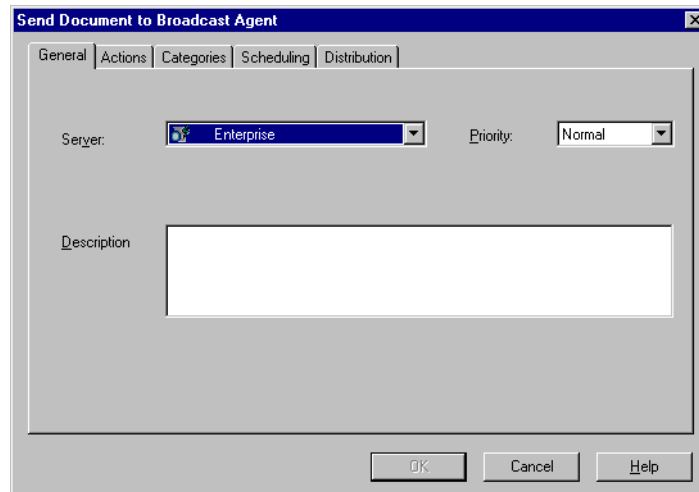 Send Document to Broadcast Agent
General Actions Categories Scheduling Distribution
Server: Enterprise Priority: Normal
Description
OK Cancel Help